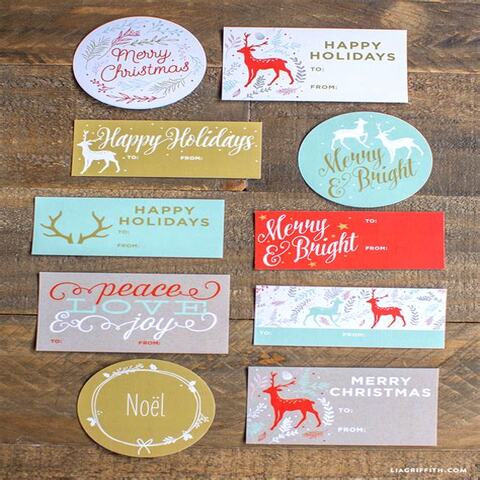 Merry
Christmas
HAPPY
HOLIDAYS
TO:
FROM:
Happy Holidays
TO: FROM:
Merry
& Bright
HAPPY
HOLIDAYS
TO:
FROM:
Merry
& Bright
TO:
FROM:
peace
LOVE
& joy
TO: FROM:
TO: FROM:
Noël
MERRY
CHRISTMAS
TO:
FROM:
LIAGRIFFITH.COM